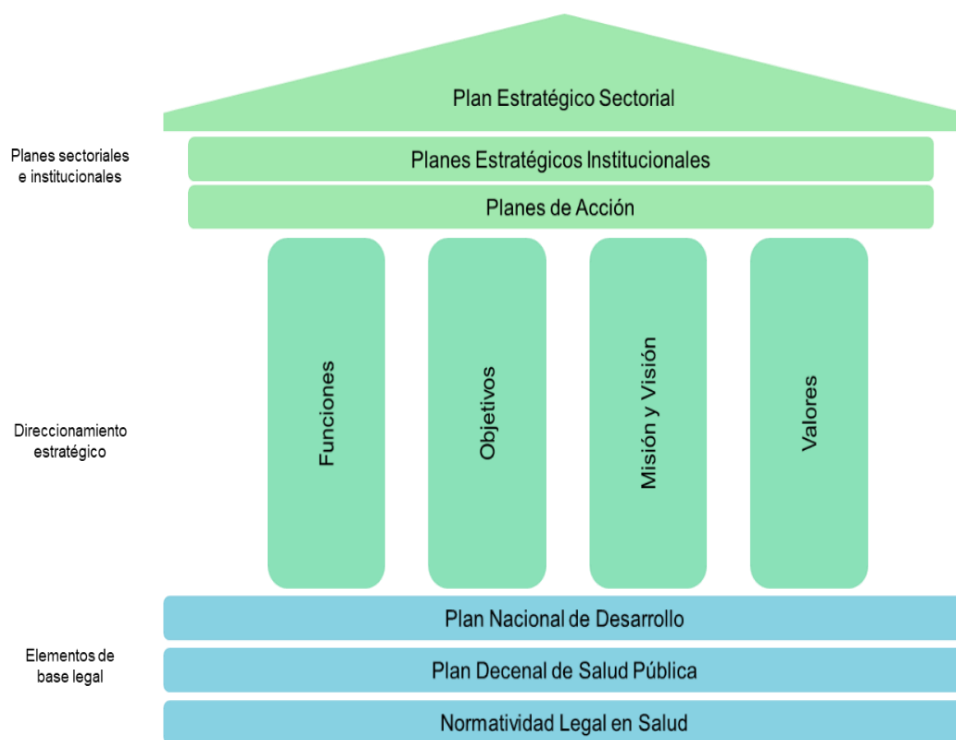 Plan Estratégico Sectorial
Planes sectoriales
e institucionales
Planes Estratégicos Institucionales
Planes de Acción
Direccionamiento
estratégico
Funciones
Objetivos
Misión y Visión
Valores
Elementos de
base legal
Plan Nacional de Desarrollo
Plan Decenal de Salud Pública
Normatividad Legal en Salud